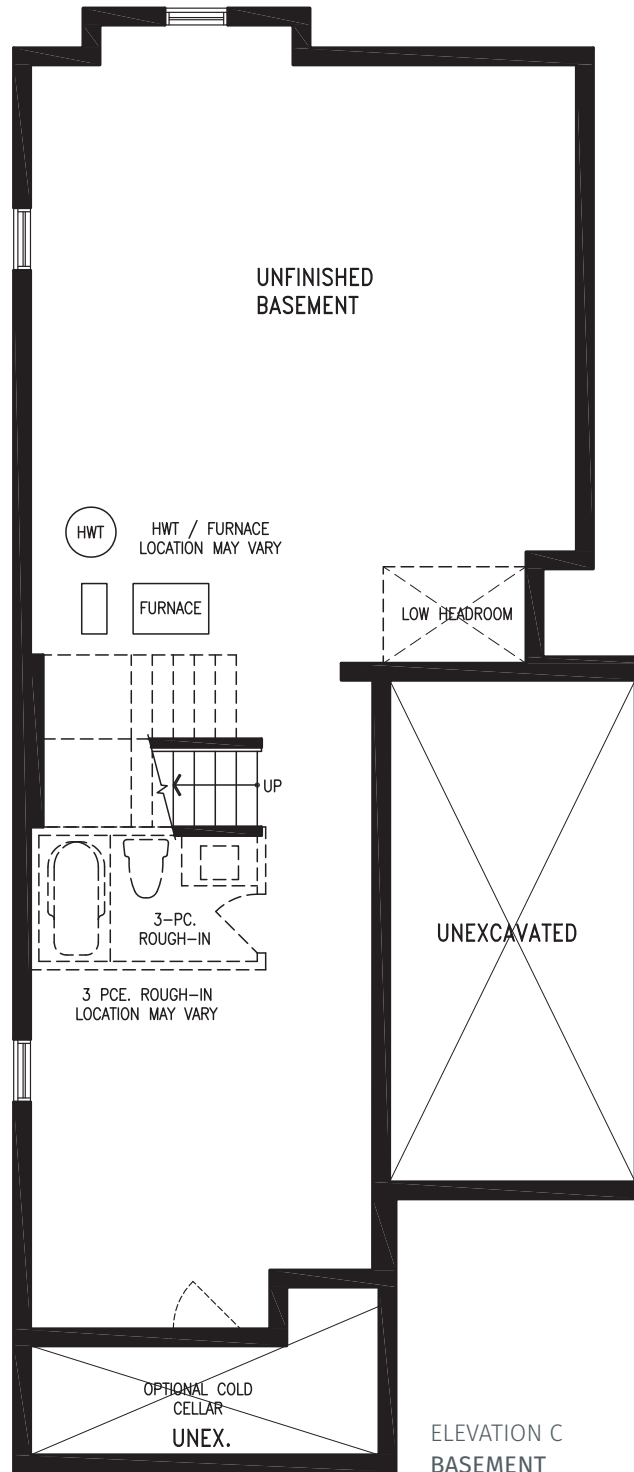 UNFINISHED
BASEMENT
HWT
HWT / FURNACE
LOCATION MAY VARY
FURNACE
LOW HEADROOM
UP
3-PC.
ROUGH-IN
UNEXCAVATED
3 PCE. ROUGH-IN
LOCATION MAY VARY
OPTIONAL COLD
CELLAR
UNEX.
ELEVATION C
BASEMENT